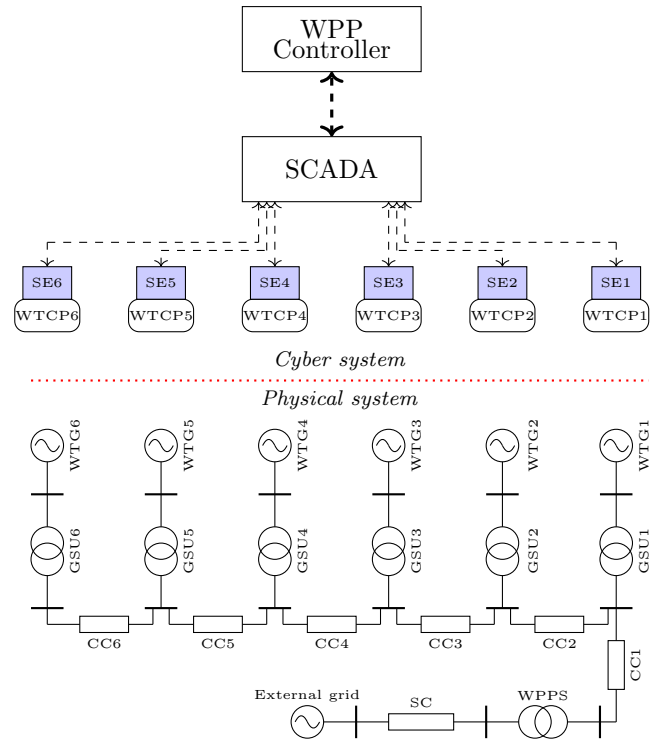 WPP
Controller
SCADA
SE6 SE5 SE4 SE3 SE2 SE1
WTCP6 WTCP5 WTCP4 WTCP3 WTCP2 WTCP1
Cyber system
Physical system
WTG6 WTG5 WTG4 WTG3 WTG2 WTG1
GSU6 GSU5 GSU4 GSU3 GSU2 GSU1
CC6 CC5 CC4 CC3 CC2
CC1
External grid SC WPPS